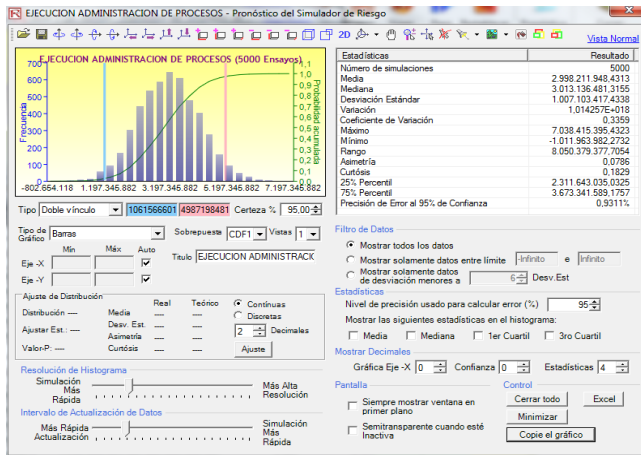 EJECUCION ADMINISTRACION DE PROCESOS - Pronóstico del Simulador de Riesgo
2D
Vista Normal
EJECUCION ADMINISTRACION DE PROCESOS (5000 Ensayos)
Frecuencia
700
600
500
400
300
200
100
0
1,1
1,0
0,9
0,8
0,7
0,6
0,5
0,4
0,3
0,2
0,1
0,0
Probabilidad acumulada
-802.654.118 1.197.345.882 3.197.345.882 5.197.345.882 7.197.345.882
Tipo Doble vínculo 1061566601 4987198481 Certeza % 95,00
Tipo de Gráfico Barras Sobrepuesta CDF1 Vistas 1
Min Máx Auto
Eje -X
Eje -Y
Titulo EJECUCION ADMINISTRACIC
Ajuste de Distribución
Real Teórico
Distribución ---- Media ---- ----
Ajustar Est.: ---- Desv. Est. ---- ----
Asimetría ---- ----
Valor-P: ---- Curtósis ---- ----
Contínuas
Discretas
2 Decimales
Ajuste
Resolución de Histograma
Simulación Más Rápida
Más Alta Resolución
Intervalo de Actualización de Datos
Más Rápida Actualización
Simulación Más Rápida
Estadísticas Resultado
Número de simulaciones 5000
Media 2.998.211.948,4313
Mediana 3.013.136.481,3155
Desviación Estándar 1.007.103.417,4338
Variación 1,014257E+018
Coeficiente de Variación 0,3359
Máximo 7.038.415.395,4323
Mínimo -1.011.963.982,2732
Rango 8.050.379.377,7054
Asimetría 0,0786
Curtósis 0,1829
25% Percentil 2.311.643.035,0325
75% Percentil 3.673.341.589,1757
Precisión de Error al 95% de Confianza 0,9311%
Filtro de Datos
Mostrar todos los datos
Mostrar solamente datos entre límite -Infinito e Infinito
Mostrar solamente datos de desviación menores a 6 Desv.Est
Estadísticas
Nivel de precisión usado para calcular error (%) 95
Mostrar las siguientes estadísticas en el histograma:
Media Mediana 1er Cuartil 3ro Cuartil
Mostrar Decimales
Gráfica Eje -X 0 Confianza 0 Estadísticas 4
Pantalla
Siempre mostrar ventana en primer plano
Semitransparente cuando esté Inactiva
Control
Cerrar todo Excel
Minimizar
Copie el gráfico